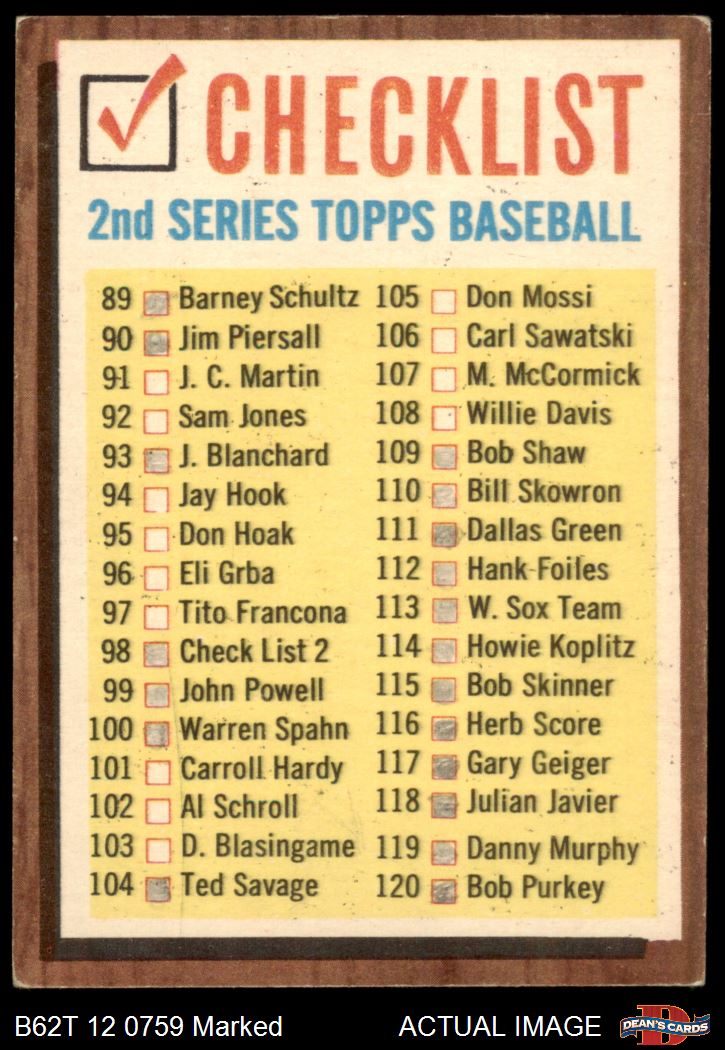 CHECKLIST
2nd SERIES TOPPS BASEBALL
89 Barney Schultz
90 Jim Piersall
91 J. C. Martin
92 Sam Jones
93 J. Blanchard
94 Jay Hook
95 Don Hoak
96 Eli Grba
97 Tito Francona
98 Check List 2
99 John Powell
100 Warren Spahn
101 Carroll Hardy
102 Al Schroll
103 D. Blasingame
104 Ted Savage
105 Don Mossi
106 Carl Sawatski
107 M. McCormick
108 Willie Davis
109 Bob Shaw
110 Bill Skowron
111 Dallas Green
112 Hank Foiles
113 W. Sox Team
114 Howie Koplitz
115 Bob Skinner
116 Herb Score
117 Gary Geiger
118 Julian Javier
119 Danny Murphy
120 Bob Purkey
B62T 12 0759 Marked
ACTUAL IMAGE
D
DEAN'S CARDS